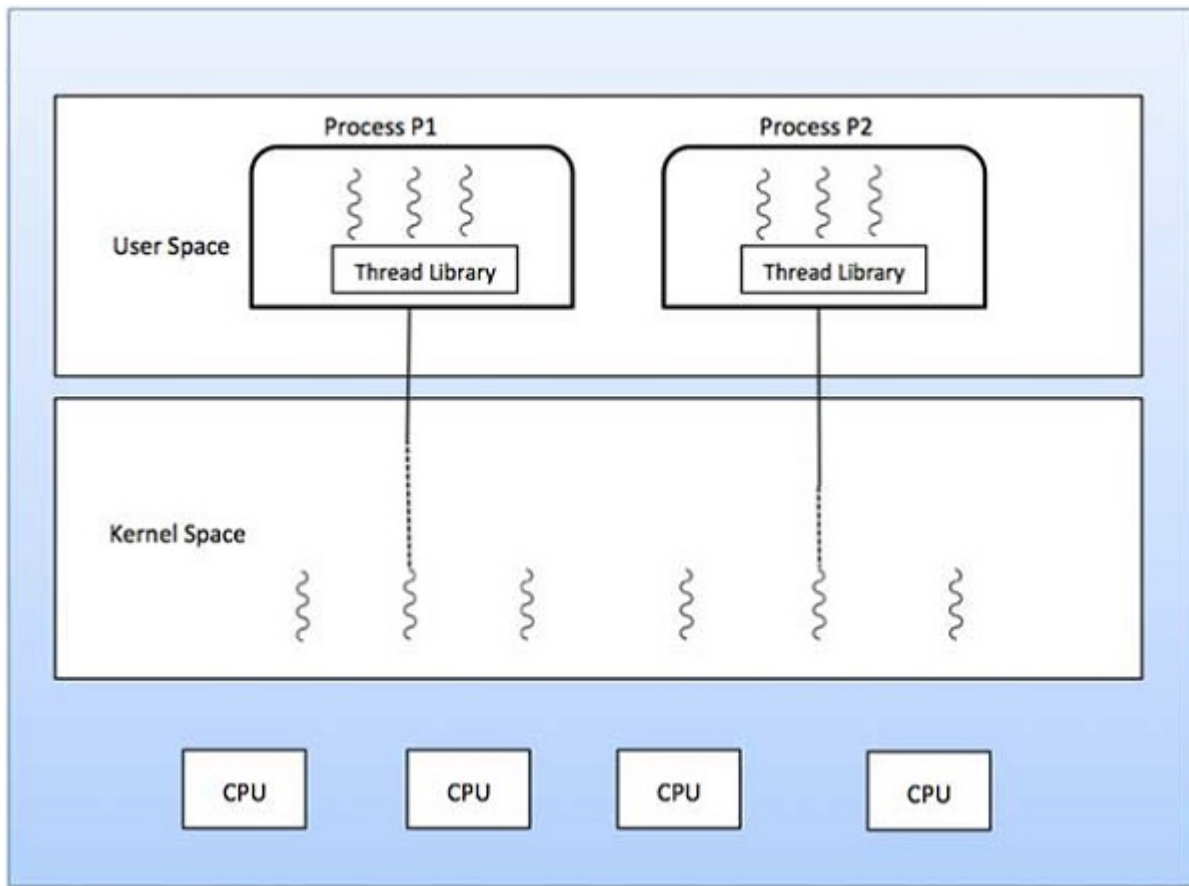 Process P1
Process P2
User Space
Thread Library
Thread Library
Kernel Space
CPU
CPU
CPU
CPU